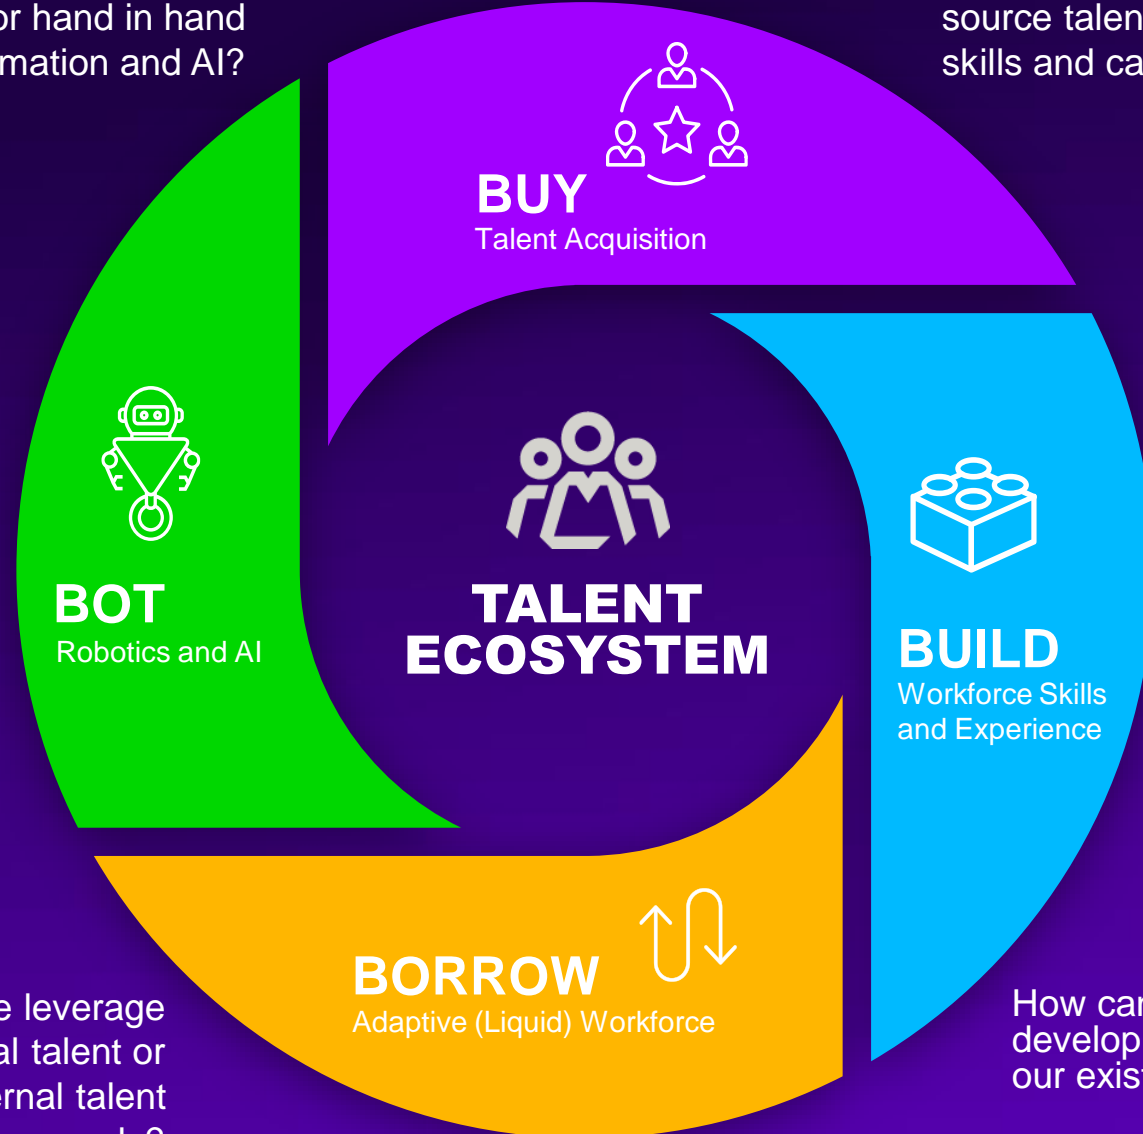 or hand in hand
mation and AI?
source talen
skills and ca
BUY
Talent Acquisition
BOT
Robotics and AI
TALENT
ECOSYSTEM
BUILD
Workforce Skills
and Experience
BORROW
Adaptive (Liquid) Workforce
e leverage
al talent or
ernal talent
How can
develop
our exist